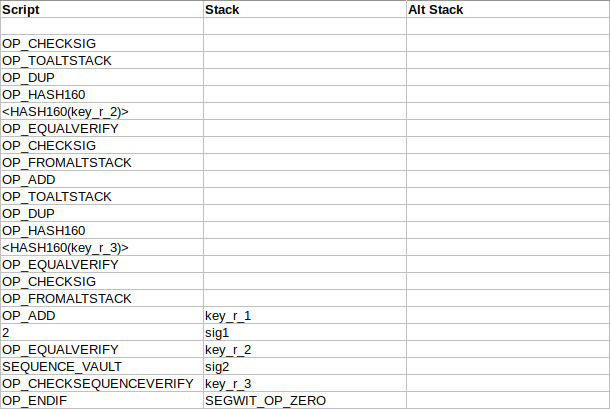 Script Stack Alt Stack
OP_CHECKSIG
OP_TOALTSTACK
OP_DUP
OP_HASH160
<HASH160(key_r_2)>
OP_EQUALVERIFY
OP_CHECKSIG
OP_FROMALTSTACK
OP_ADD
OP_TOALTSTACK
OP_DUP
OP_HASH160
<HASH160(key_r_3)>
OP_EQUALVERIFY
OP_CHECKSIG
OP_FROMALTSTACK
OP_ADD key_r_1
2 sig1
OP_EQUALVERIFY key_r_2
SEQUENCE_VAULT sig2
OP_CHECKSEQUENCEVERIFY key_r_3
OP_ENDIF SEGWIT_OP_ZERO